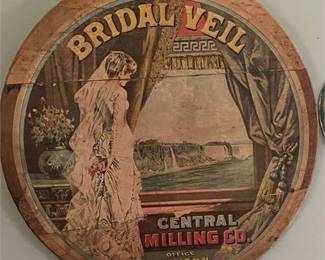 BRIDAL VEIL
CENTRAL
MILLING CO.
OFFICE